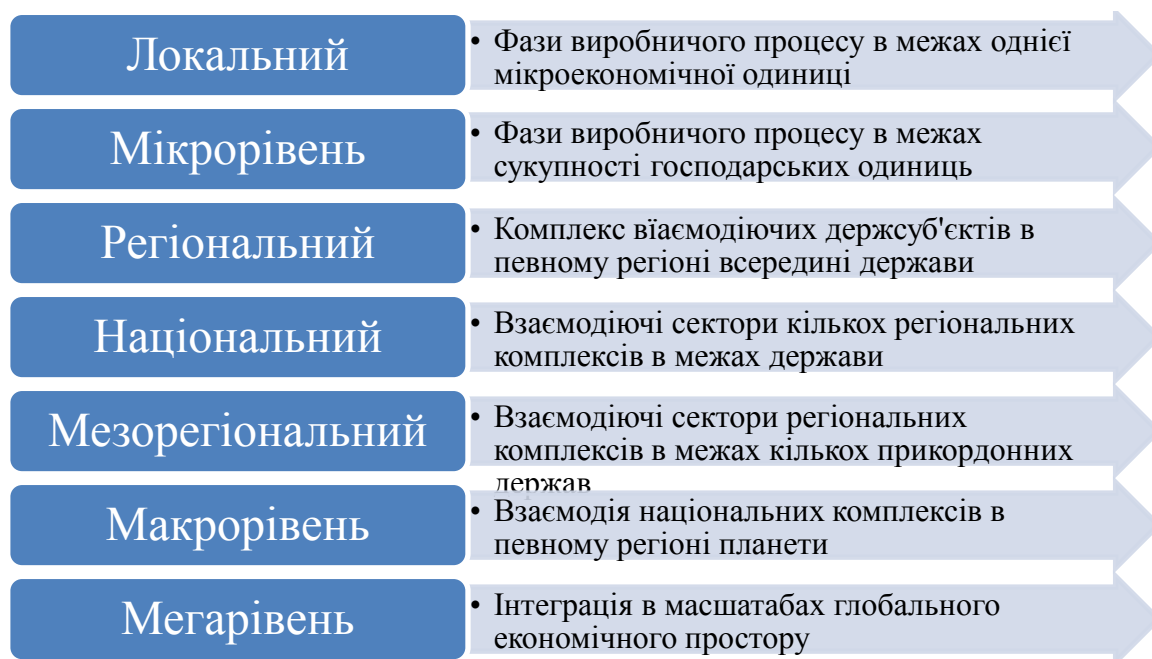 Локальний
• Фази виробничого процесу в межах однієї
мікроекономічної одиниці
Мікрорівень
• Фази виробничого процесу в межах
сукупності господарських одиниць
Регіональний
• Комплекс вїаємодіючих держсуб'єктів в
певному регіоні всередині держави
Національний
• Взаємодіючі сектори кількох регіональних
комплексів в межах держави
Мезорегіональний
• Взаємодіючі сектори регіональних
комплексів в межах кількох прикордонних
держав
Макрорівень
• Взаємодія національних комплексів в
певному регіоні планети
Мегарівень
• Інтеграція в масшатабах глобального
економічного простору